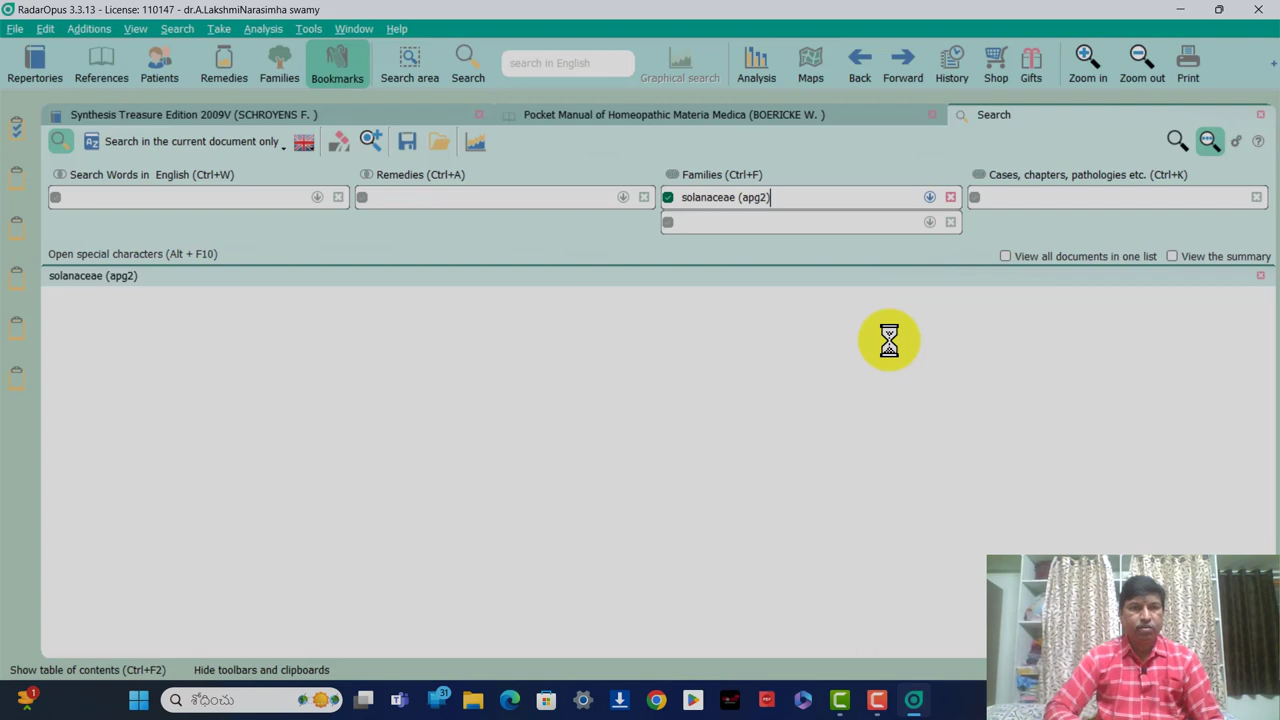 RadarOpus 3.3.13 - License: 110147 - dr.A.LakshmiNarasimha swamy
File Edit Additions View Search Take Analysis Tools Window Help
Repertories References Patients Remedies Families Bookmarks Search area Search search in English Graphical search Analysis Maps Back Forward History Shop Gifts Zoom in Zoom out Print
Synthesis Treasure Edition 2009V (SCHROYENS F. ) Pocket Manual of Homeopathic Materia Medica (BOERICKE W. ) Search
Search in the current document only
Search Words in English (Ctrl+W) Remedies (Ctrl+A) Families (Ctrl+F) Cases, chapters, pathologies etc. (Ctrl+K)
solanaceae (apg2)
Open special characters (Alt + F10) View all documents in one list View the summary
solanaceae (apg2)
Show table of contents (Ctrl+F2) Hide toolbars and clipboards
1 శోధించు 31 PDF